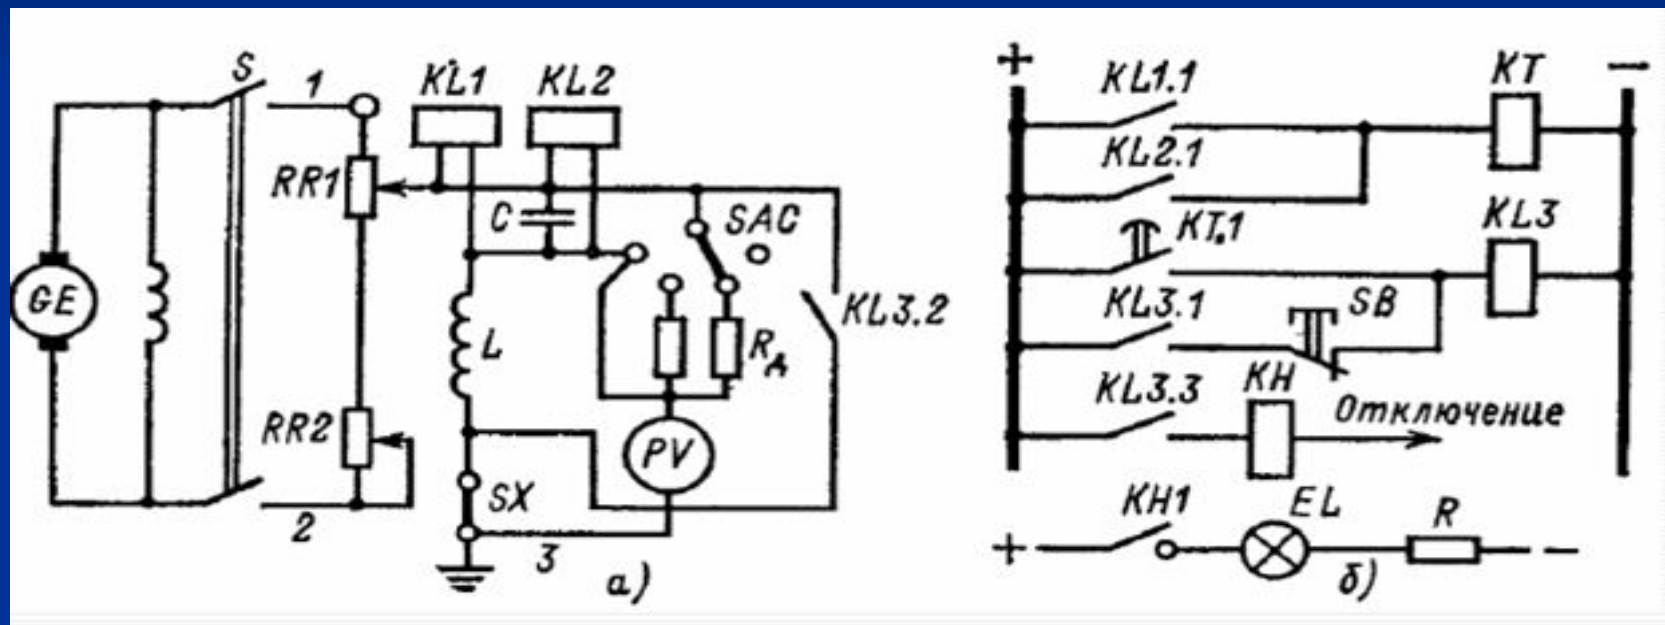 S 1 KL1 KL2
RR1 C SAC
GE L Rд KL3.2
RR2 PV
SX
2 3 а)
+ KL1.1 KT —
KL2.1
KT.1 KL3
KL3.1 SB
KL3.3 KH Отключение
KH1 EL R
+ б) —